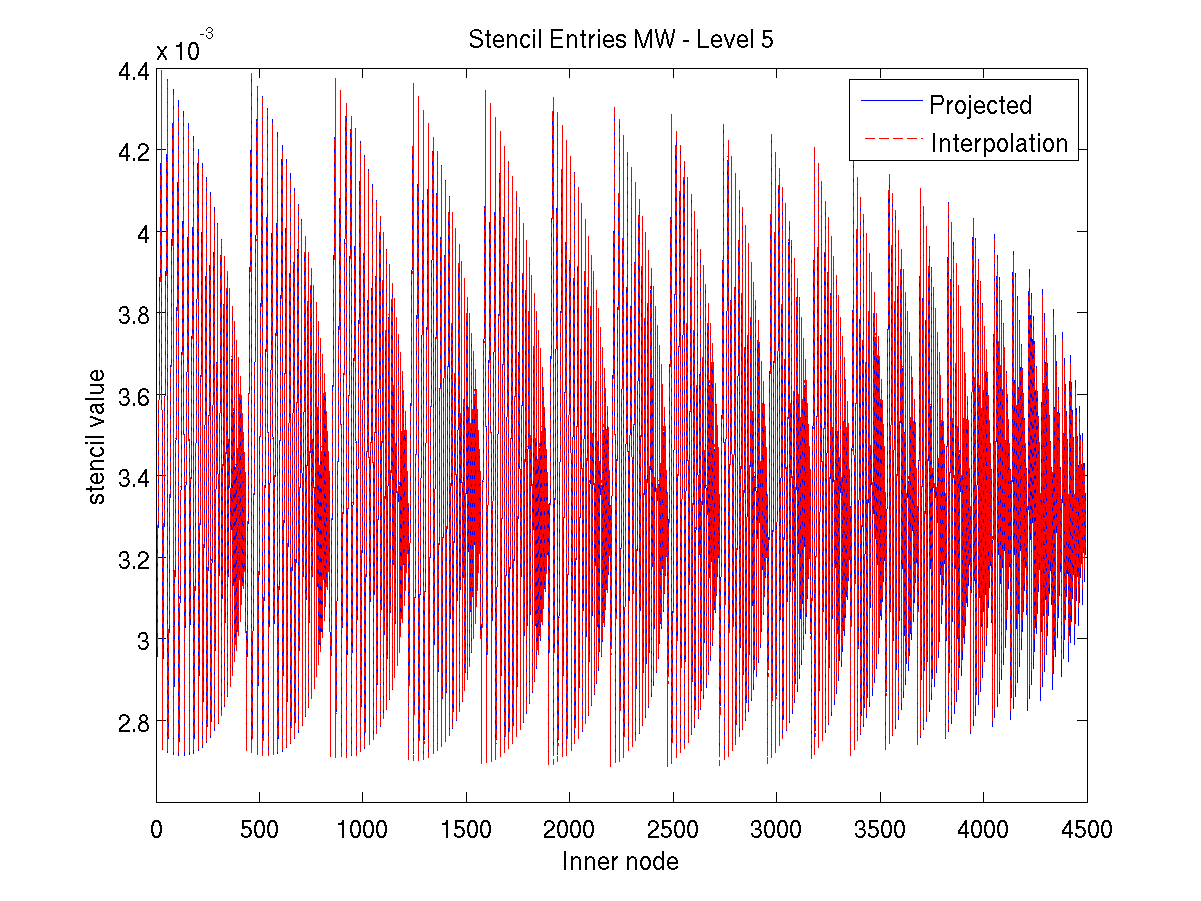 Stencil Entries MW - Level 5
x 10^-3
4.4
4.2
4
3.8
3.6
3.4
3.2
3
2.8
stencil value
Projected
Interpolation
0 500 1000 1500 2000 2500 3000 3500 4000 4500
Inner node